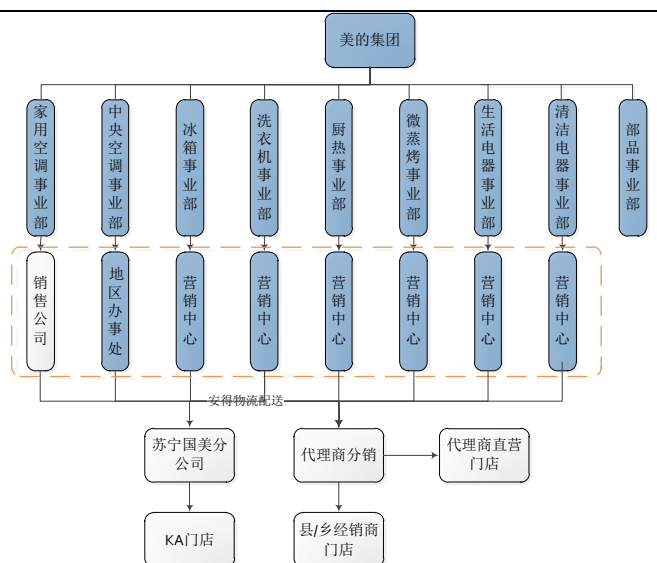 美的集团
家用空调事业部
中央空调事业部
冰箱事业部
洗衣机事业部
厨热事业部
微蒸烤事业部
生活电器事业部
清洁电器事业部
部品事业部
销售公司
地区办事处
营销中心
营销中心
营销中心
营销中心
营销中心
营销中心
安得物流配送
苏宁国美分
公司
代理商分销
代理商直营
门店
KA门店
县/乡经销商
门店